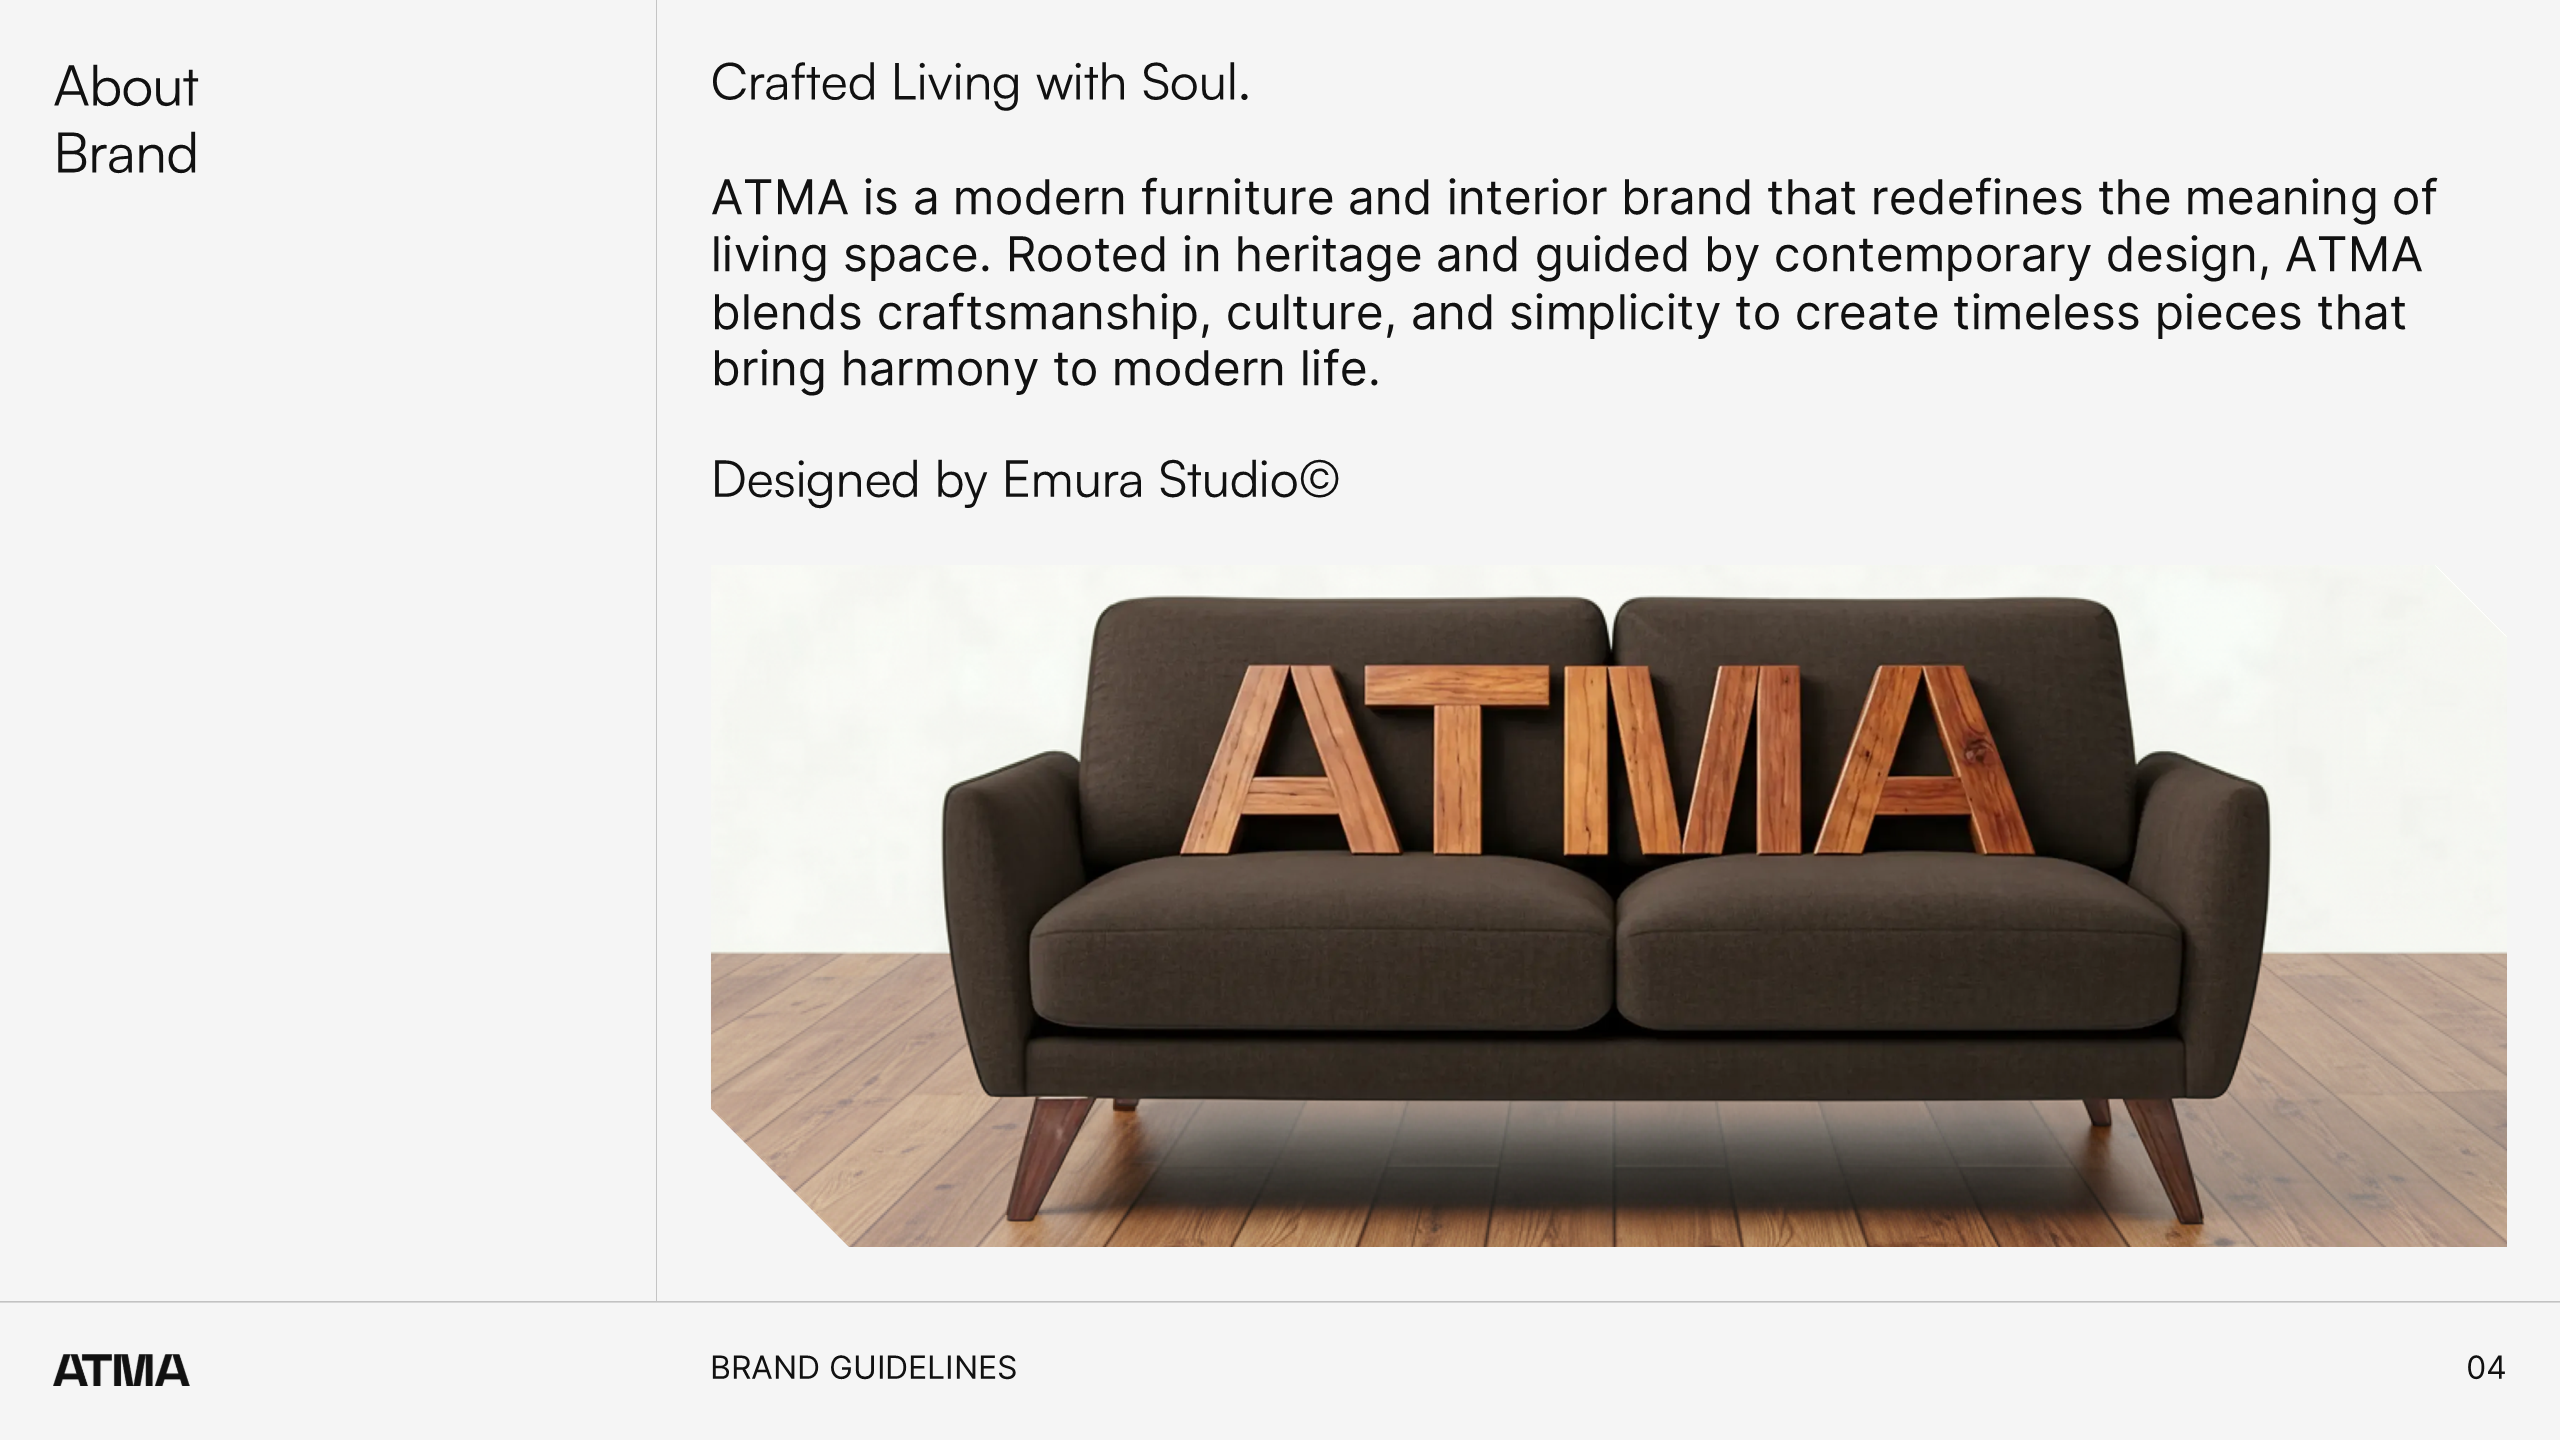 About
Brand
Crafted Living with Soul.
ATMA is a modern furniture and interior brand that redefines the meaning of
living space. Rooted in heritage and guided by contemporary design, ATMA
blends craftsmanship, culture, and simplicity to create timeless pieces that
bring harmony to modern life.
Designed by Emura Studio©
ATMA
ATMA
BRAND GUIDELINES
04